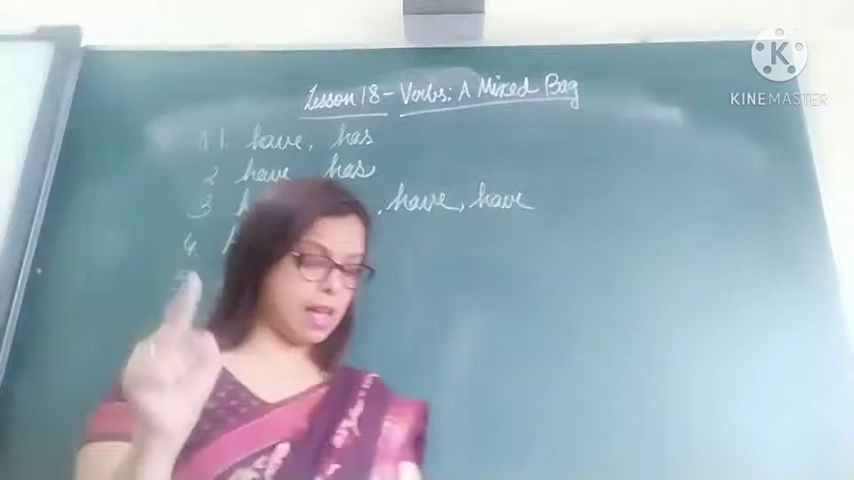 Lesson 18 - Verbs: A Mixed Bag
1. have, has
2 have has
3 , have, have
4.
KINEMASTER